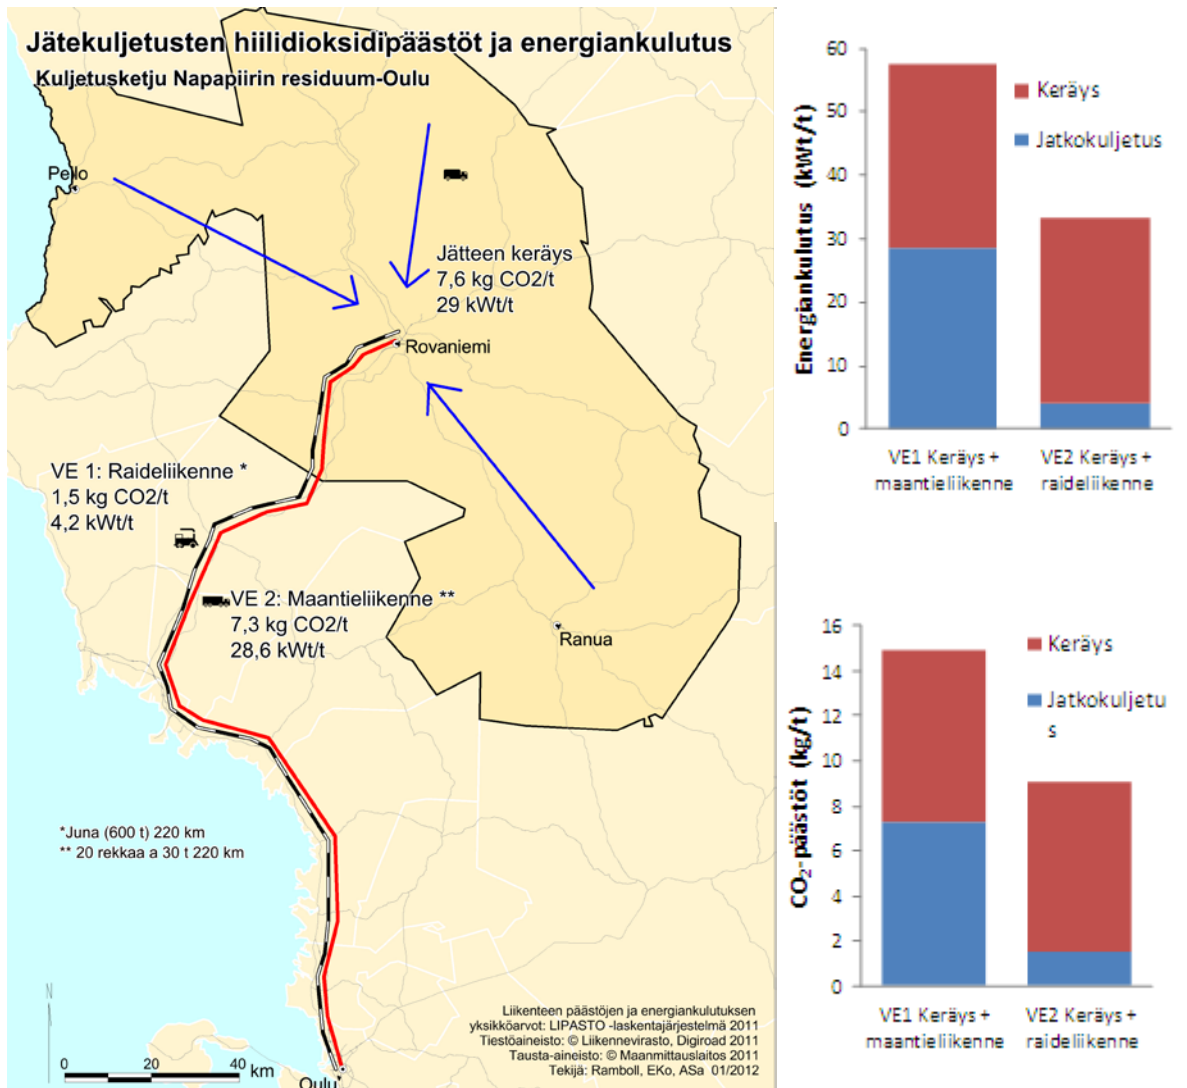 Jätekuljetusten hiilidioksidipäästöt ja energiankulutus
Kuljetusketju Napapiirin residuum-Oulu
Pello
Jätteen keräys
7,6 kg CO2/t
29 kWt/t
Rovaniemi
VE 1: Raideliikenne *
1,5 kg CO2/t
4,2 kWt/t
VE 2: Maantieliikenne **
7,3 kg CO2/t
28,6 kWt/t
Ranua
*Juna (600 t) 220 km
** 20 rekkaa a 30 t 220 km
N
0 20 40 km
Oulu
Liikenteen päästöjen ja energiankulutuksen
yksikköarvot: LIPASTO -laskentajärjestelmä 2011
Tiestöaineisto: © Liikennevirasto, Digiroad 2011
Tausta-aineisto: © Maanmittauslaitos 2011
Tekijä: Ramboll, EKo, ASa 01/2012
Energiankulutus (kWt/t)
60
50
40
30
20
10
0
Keräys
Jatkokuljetus
VE1 Keräys +
maantieliikenne
VE2 Keräys +
raideliikenne
CO₂-päästöt (kg/t)
16
14
12
10
8
6
4
2
0
Keräys
Jatkokuljetu
s
VE1 Keräys +
maantieliikenne
VE2 Keräys +
raideliikenne